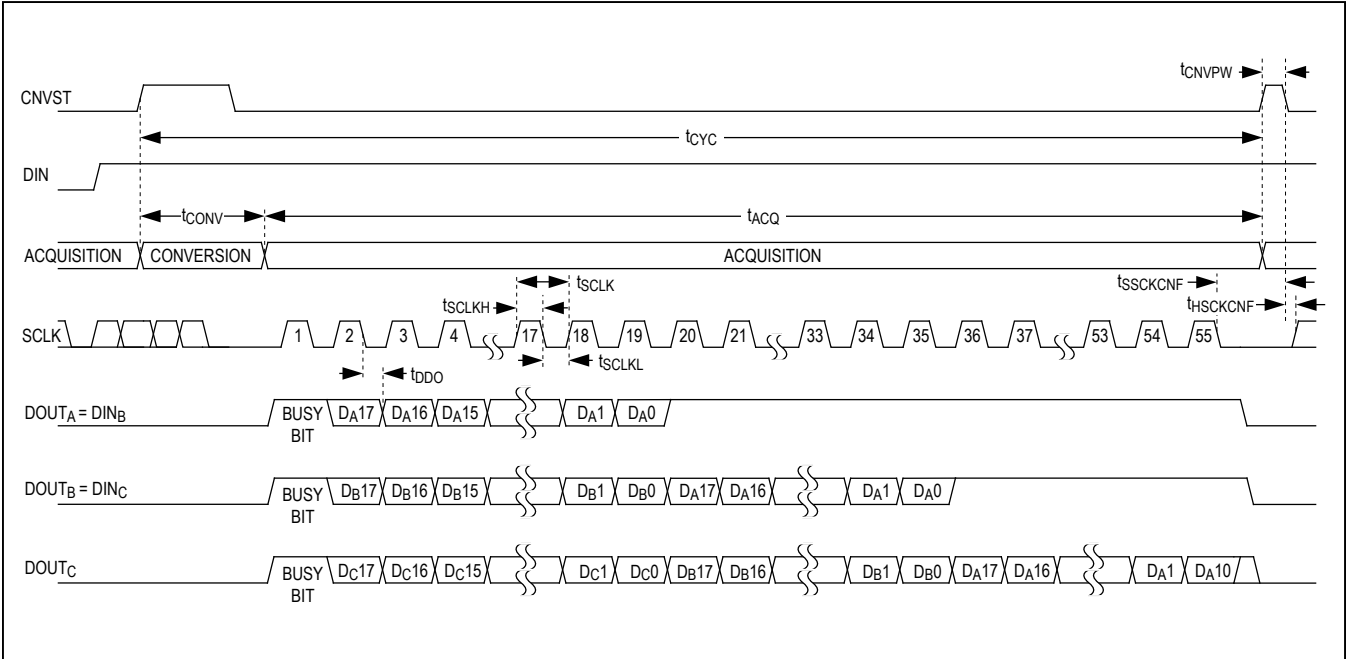 tCNVPW
CNVST
tCYC
DIN
tCONV
tACQ
ACQUISITION CONVERSION ACQUISITION
tSCLK
tSSCKCNF
tSCLKH
tHSCKCNF
SCLK 1 2 3 4 17 18 19 20 21 33 34 35 36 37 53 54 55
tSCLKL
tDDO
DOUTA = DINB BUSY BIT DA17 DA16 DA15 DA1 DA0
DOUTB = DINC BUSY BIT DB17 DB16 DB15 DB1 DB0 DA17 DA16 DA1 DA0
DOUTC BUSY BIT DC17 DC16 DC15 DC1 DC0 DB17 DB16 DB1 DB0 DA17 DA16 DA1 DA10